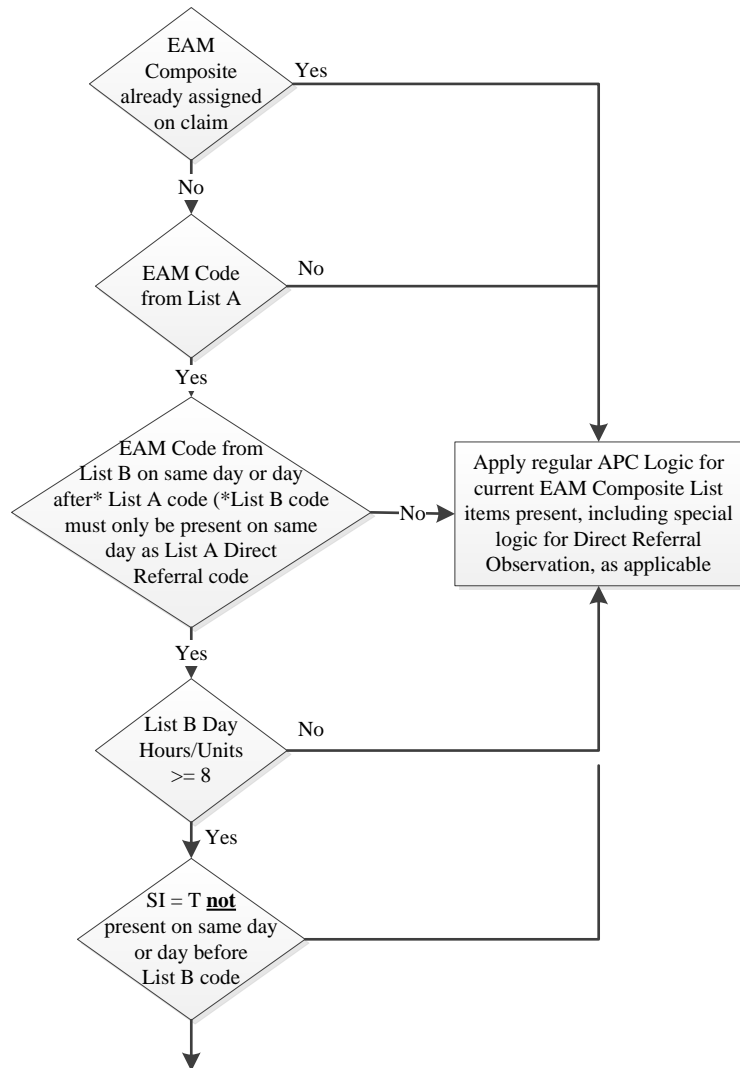 EAM
Composite
already assigned
on claim
Yes
No
EAM Code
from List A
No
Yes
EAM Code from
List B on same day or day
after* List A code (*List B code
must only be present on same
day as List A Direct
Referral code
No
Apply regular APC Logic for
current EAM Composite List
items present, including special
logic for Direct Referral
Observation, as applicable
Yes
List B Day
Hours/Units
>= 8
No
Yes
SI = T not
present on same day
or day before
List B code